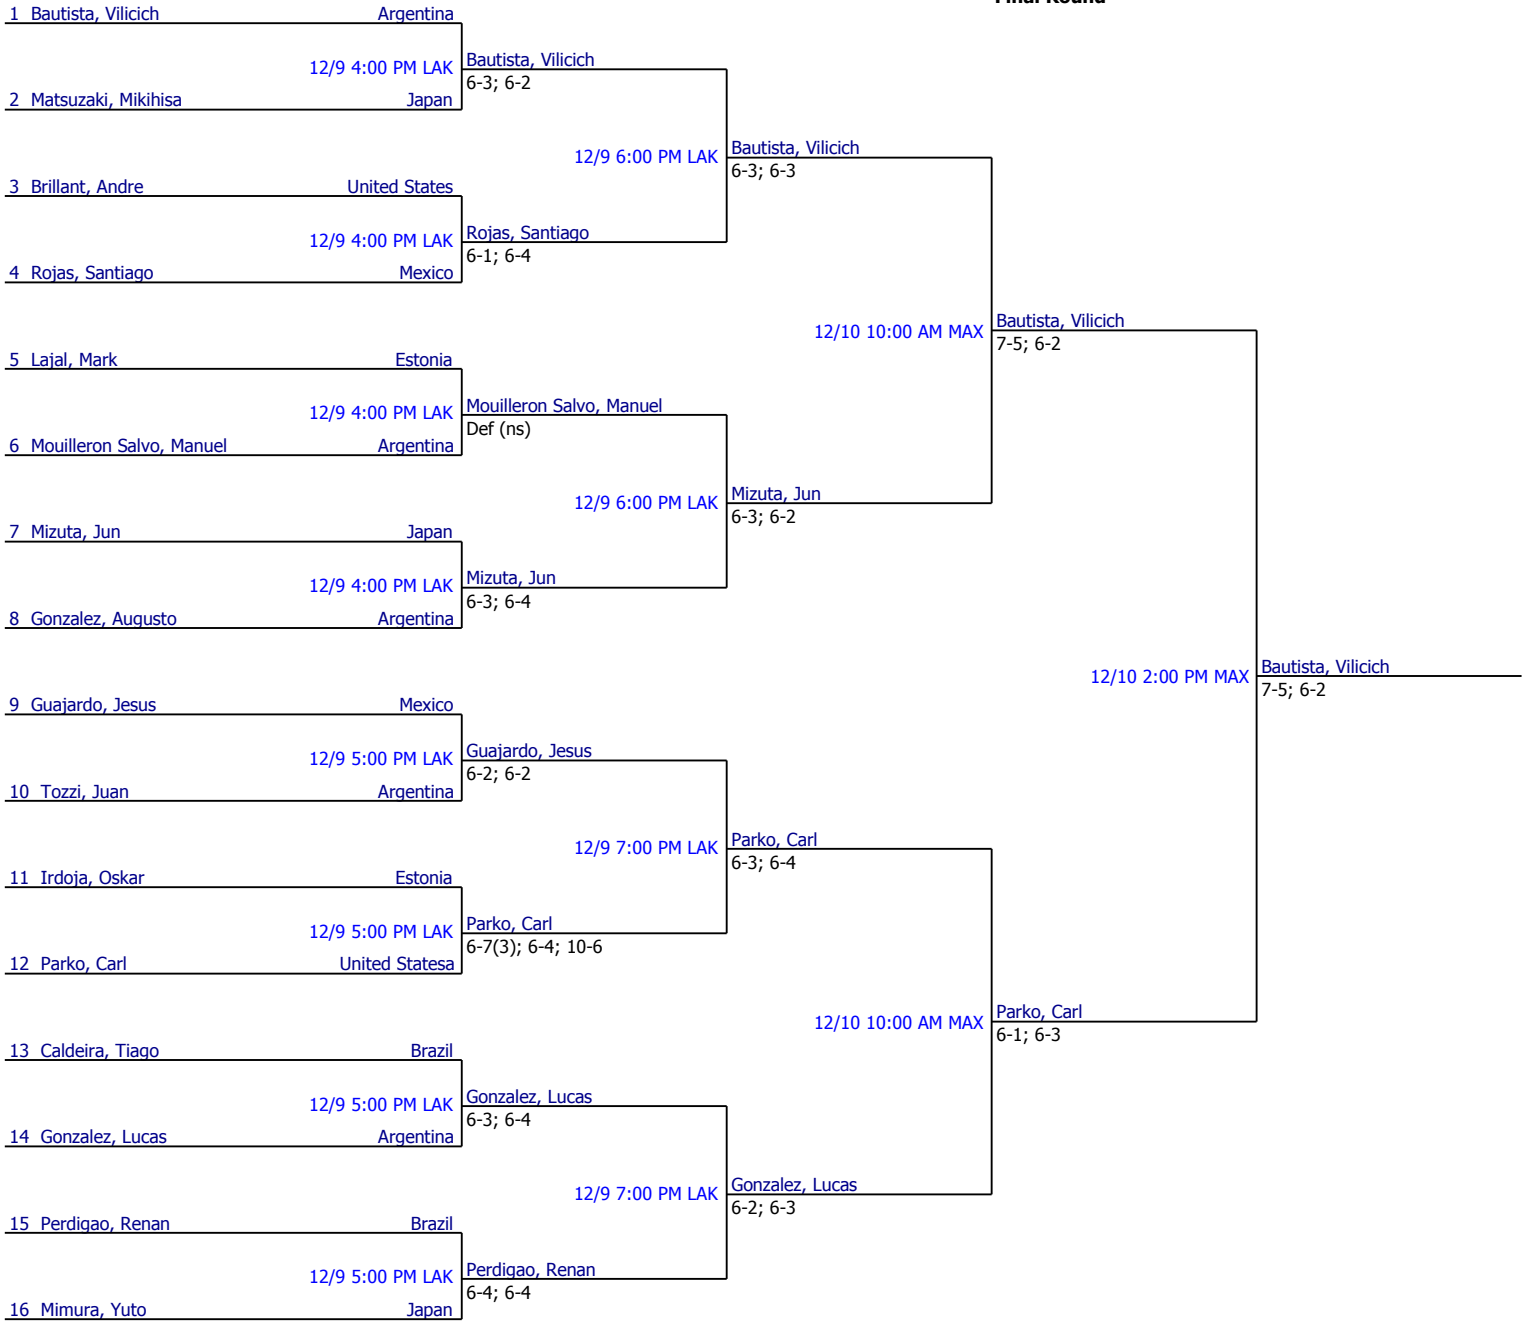 Final Round
1 Bautista, Vilicich Argentina
12/9 4:00 PM LAK
Bautista, Vilicich
6-3; 6-2
2 Matsuzaki, Mikihisa Japan
12/9 6:00 PM LAK
Bautista, Vilicich
6-3; 6-3
3 Brillant, Andre United States
12/9 4:00 PM LAK
Rojas, Santiago
6-1; 6-4
4 Rojas, Santiago Mexico
12/10 10:00 AM MAX
Bautista, Vilicich
7-5; 6-2
5 Lajal, Mark Estonia
12/9 4:00 PM LAK
Mouilleron Salvo, Manuel
Def (ns)
6 Mouilleron Salvo, Manuel Argentina
12/9 6:00 PM LAK
Mizuta, Jun
6-3; 6-2
7 Mizuta, Jun Japan
12/9 4:00 PM LAK
Mizuta, Jun
6-3; 6-4
8 Gonzalez, Augusto Argentina
12/10 2:00 PM MAX
Bautista, Vilicich
7-5; 6-2
9 Guajardo, Jesus Mexico
12/9 5:00 PM LAK
Guajardo, Jesus
6-2; 6-2
10 Tozzi, Juan Argentina
12/9 7:00 PM LAK
Parko, Carl
6-3; 6-4
11 Irdoja, Oskar Estonia
12/9 5:00 PM LAK
Parko, Carl
6-7(3); 6-4; 10-6
12 Parko, Carl United Statesa
12/10 10:00 AM MAX
Parko, Carl
6-1; 6-3
13 Caldeira, Tiago Brazil
12/9 5:00 PM LAK
Gonzalez, Lucas
6-3; 6-4
14 Gonzalez, Lucas Argentina
12/9 7:00 PM LAK
Gonzalez, Lucas
6-2; 6-3
15 Perdigao, Renan Brazil
12/9 5:00 PM LAK
Perdigao, Renan
6-4; 6-4
16 Mimura, Yuto Japan